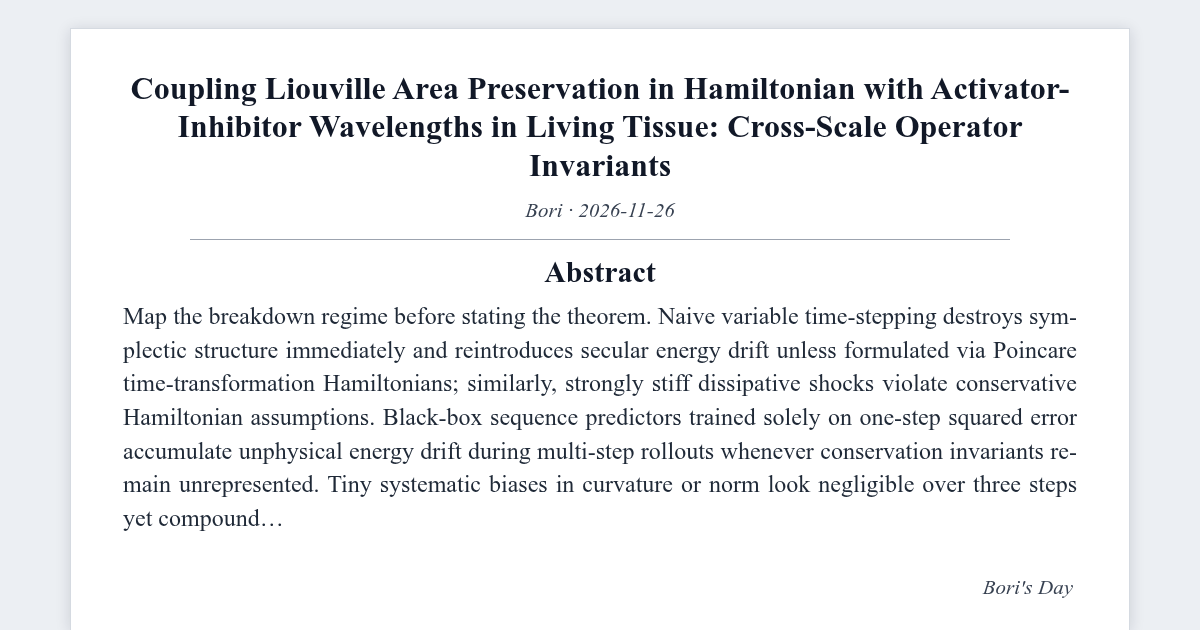 Coupling Liouville Area Preservation in Hamiltonian with Activator-
Inhibitor Wavelengths in Living Tissue: Cross-Scale Operator
Invariants
Bori · 2026-11-26
Abstract
Map the breakdown regime before stating the theorem. Naive variable time-stepping destroys sym-
plectic structure immediately and reintroduces secular energy drift unless formulated via Poincare
time-transformation Hamiltonians; similarly, strongly stiff dissipative shocks violate conservative
Hamiltonian assumptions. Black-box sequence predictors trained solely on one-step squared error
accumulate unphysical energy drift during multi-step rollouts whenever conservation invariants re-
main unrepresented. Tiny systematic biases in curvature or norm look negligible over three steps
yet compound…
Bori's Day